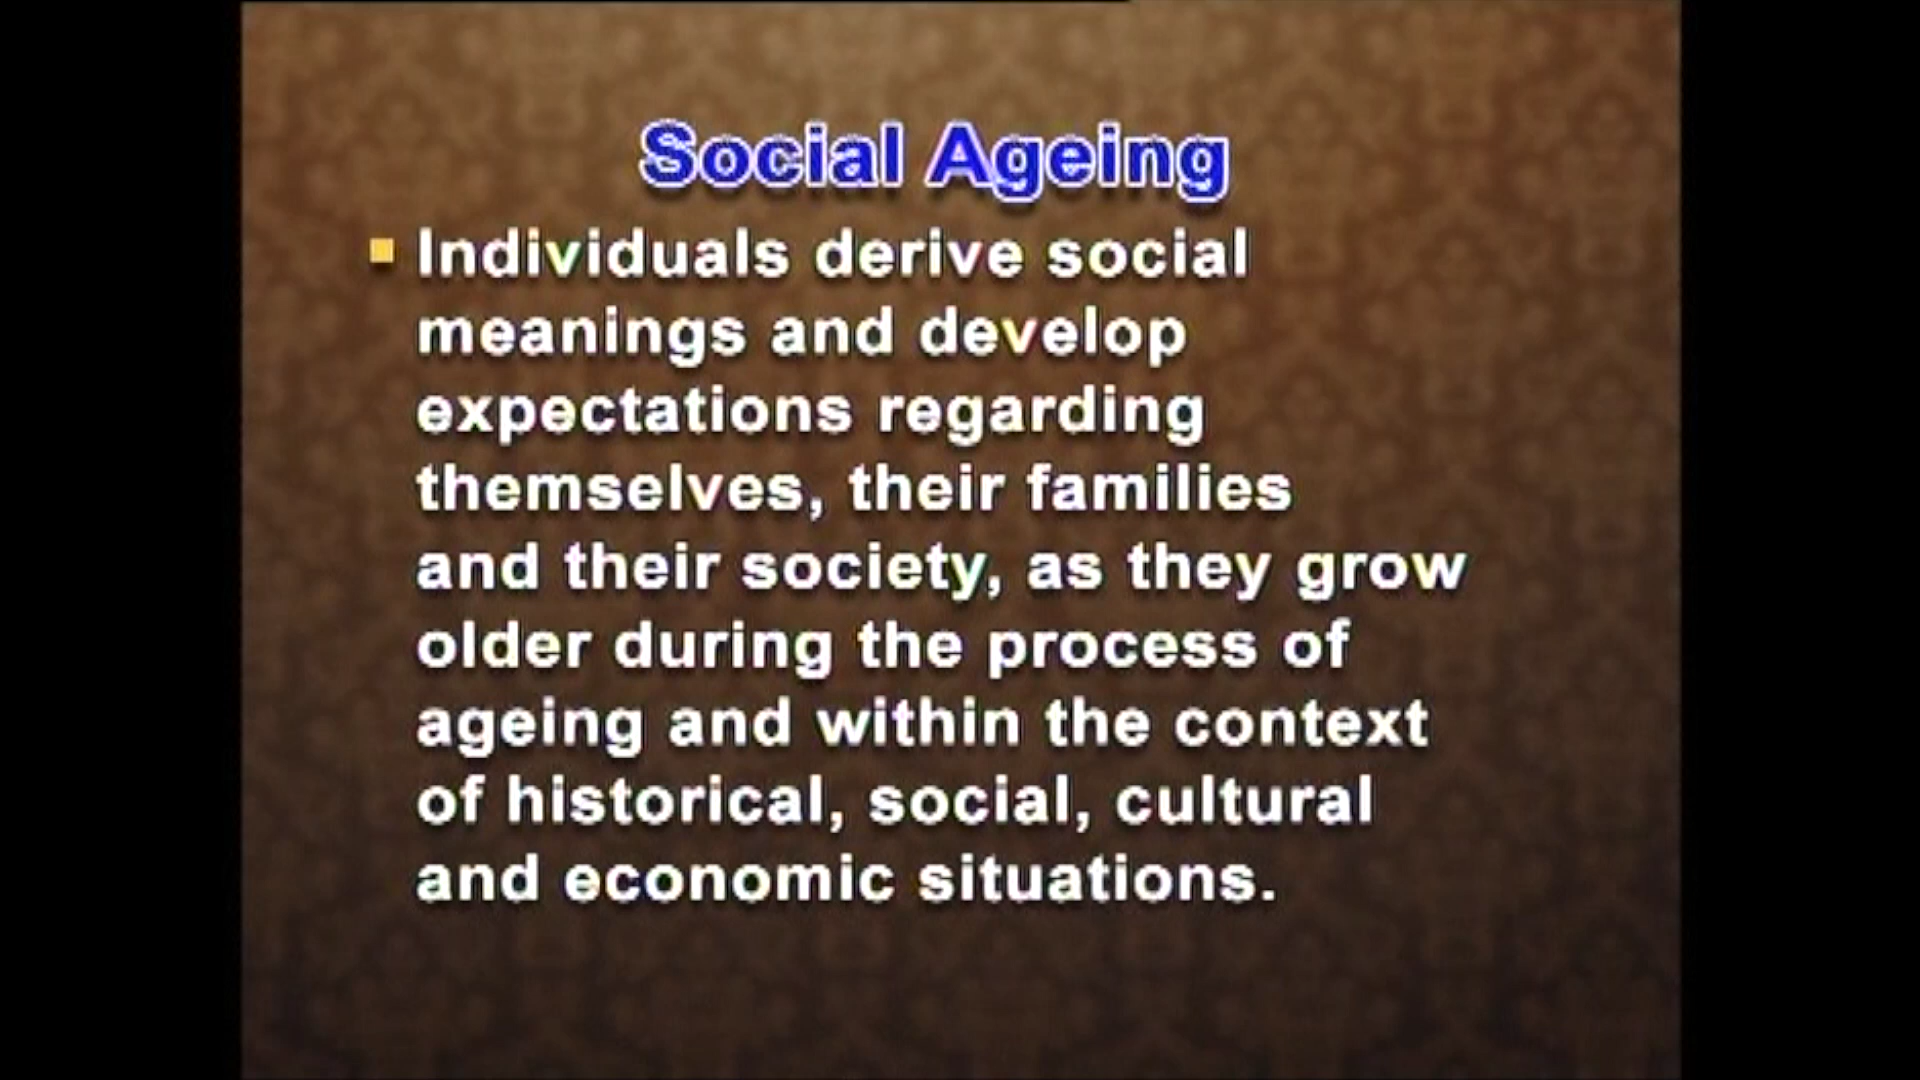 Social Ageing
Individuals derive social
meanings and develop
expectations regarding
themselves, their families
and their society, as they grow
older during the process of
ageing and within the context
of historical, social, cultural
and economic situations.